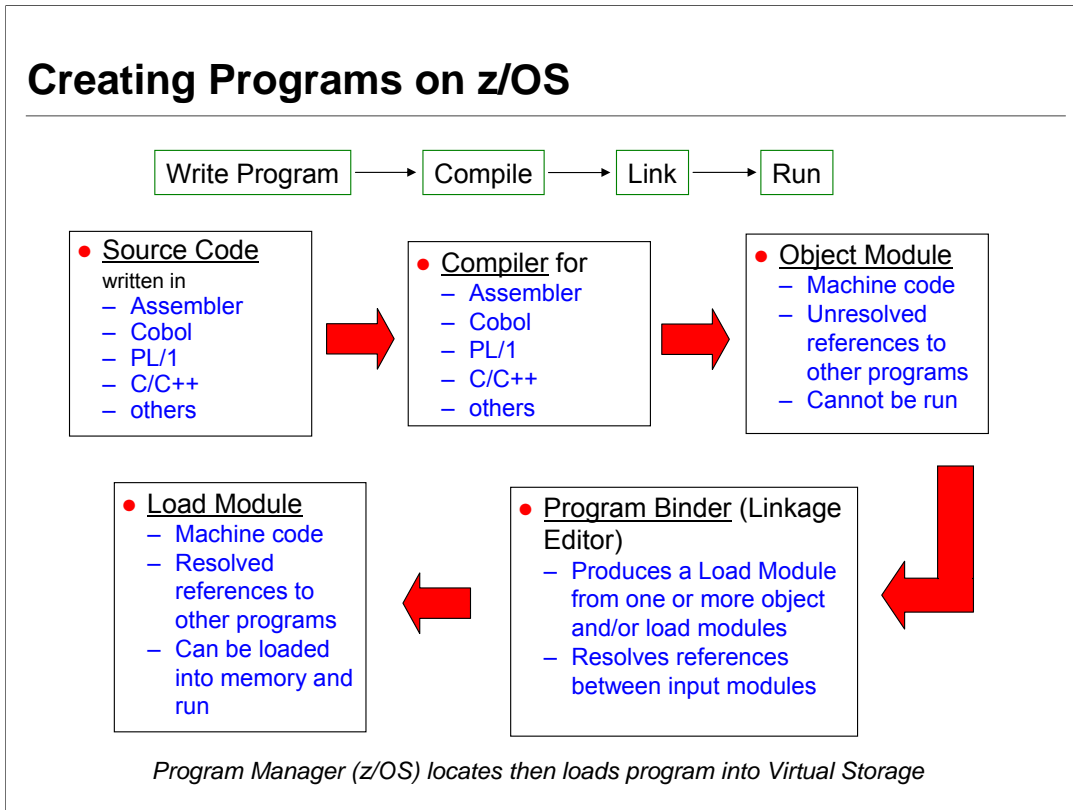 Creating Programs on z/OS
Write Program
Compile
Link
Run
● Source Code
written in
– Assembler
– Cobol
– PL/1
– C/C++
– others
● Compiler for
– Assembler
– Cobol
– PL/1
– C/C++
– others
● Object Module
– Machine code
– Unresolved
references to
other programs
– Cannot be run
● Load Module
– Machine code
– Resolved
references to
other programs
– Can be loaded
into memory and
run
● Program Binder (Linkage
Editor)
– Produces a Load Module
from one or more object
and/or load modules
– Resolves references
between input modules
Program Manager (z/OS) locates then loads program into Virtual Storage